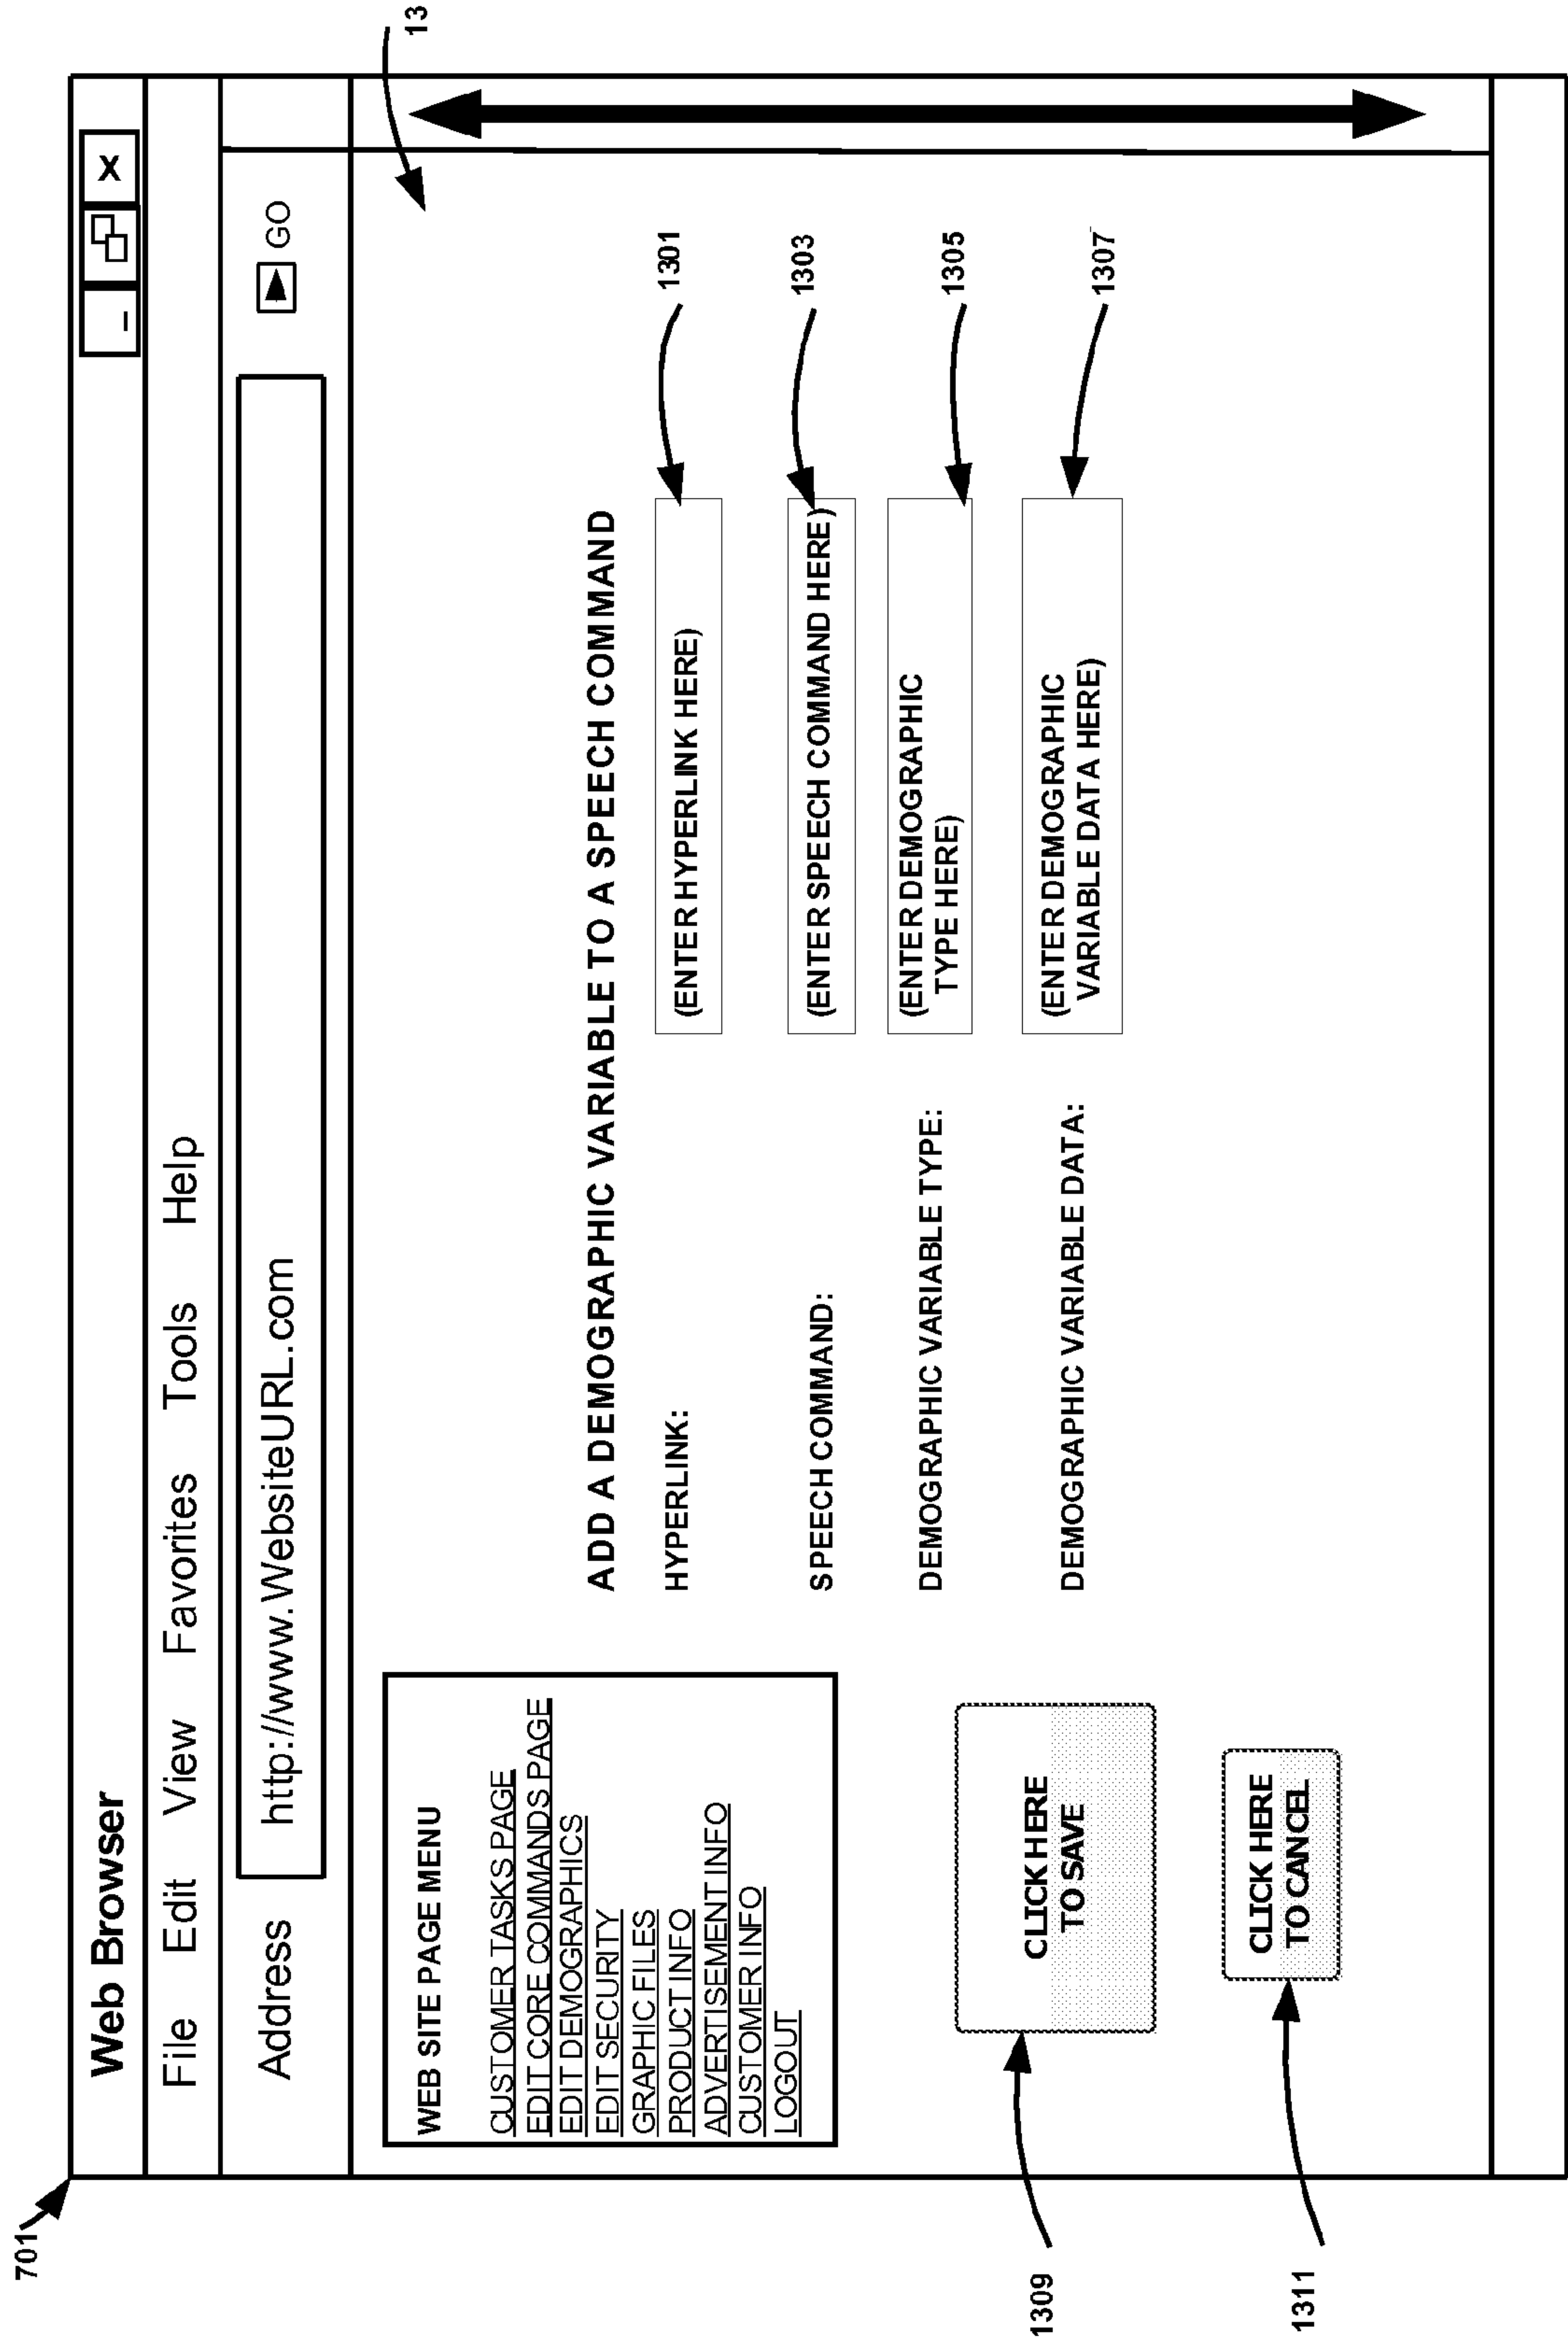 701
Web Browser
_ X
File Edit View Favorites Tools Help
Address http://www.WebsiteURL.com GO
13
WEB SITE PAGE MENU
CUSTOMER TASKS PAGE
EDIT CORE COMMANDS PAGE
EDIT DEMOGRAPHICS
EDIT SECURITY
GRAPHIC FILES
PRODUCT INFO
ADVERTISEMENT INFO
CUSTOMER INFO
LOGOUT
ADD A DEMOGRAPHIC VARIABLE TO A SPEECH COMMAND
HYPERLINK: (ENTER HYPERLINK HERE) 1301
SPEECH COMMAND: (ENTER SPEECH COMMAND HERE) 1303
DEMOGRAPHIC VARIABLE TYPE: (ENTER DEMOGRAPHIC
TYPE HERE) 1305
DEMOGRAPHIC VARIABLE DATA: (ENTER DEMOGRAPHIC
VARIABLE DATA HERE) 1307
CLICK HERE
TO SAVE
1309
CLICK HERE
TO CANCEL
1311